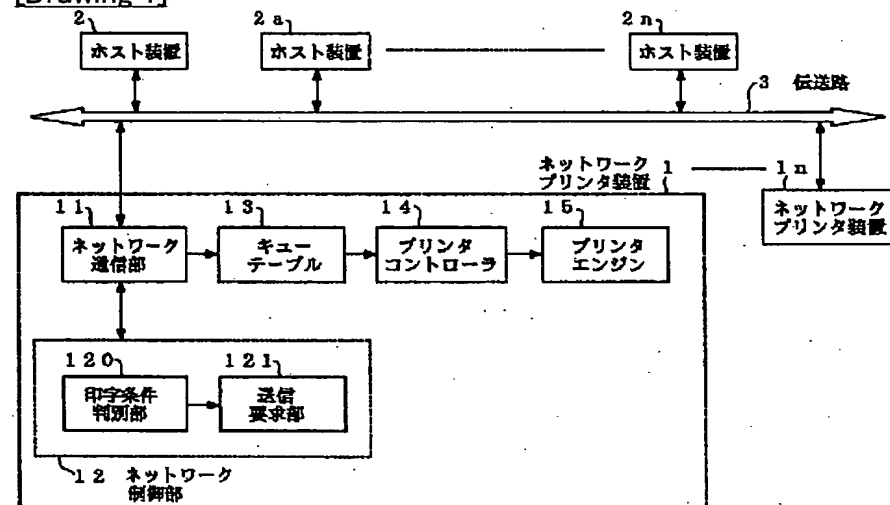 [Drawing 1]
2 2a 2n
ホスト装置 ホスト装置 ホスト装置
3 伝送路
ネットワーク
プリンタ装置 1 1n
ネットワーク
プリンタ装置
11 13 14 15
ネットワーク
通信部
キュー
テーブル
プリンタ
コントローラ
プリンタ
エンジン
120 121
印字条件
判別部
送信
要求部
12 ネットワーク
制御部